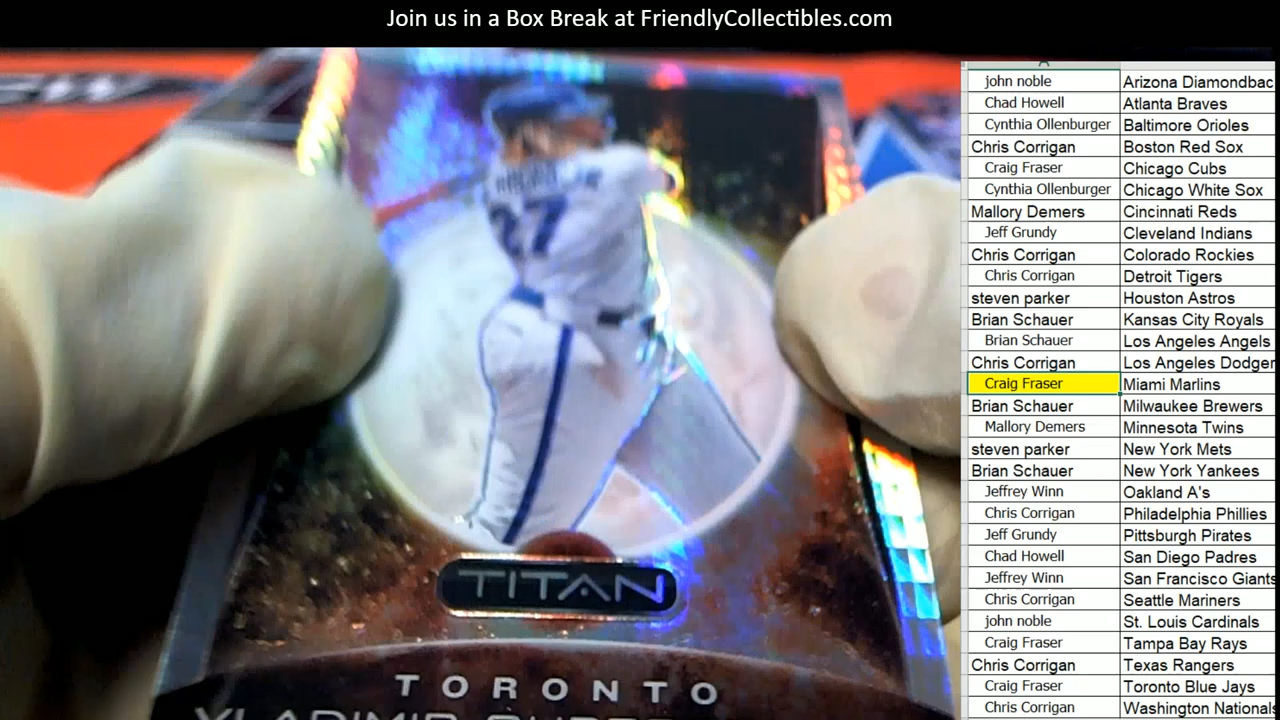 Join us in a Box Break at FriendlyCollectibles.com
27
TITAN
TORONTO
VLADIMIR
john noble Arizona Diamondbac
Chad Howell Atlanta Braves
Cynthia Ollenburger Baltimore Orioles
Chris Corrigan Boston Red Sox
Craig Fraser Chicago Cubs
Cynthia Ollenburger Chicago White Sox
Mallory Demers Cincinnati Reds
Jeff Grundy Cleveland Indians
Chris Corrigan Colorado Rockies
Chris Corrigan Detroit Tigers
steven parker Houston Astros
Brian Schauer Kansas City Royals
Brian Schauer Los Angeles Angels
Chris Corrigan Los Angeles Dodger
Craig Fraser Miami Marlins
Brian Schauer Milwaukee Brewers
Mallory Demers Minnesota Twins
steven parker New York Mets
Brian Schauer New York Yankees
Jeffrey Winn Oakland A's
Chris Corrigan Philadelphia Phillies
Jeff Grundy Pittsburgh Pirates
Chad Howell San Diego Padres
Jeffrey Winn San Francisco Giants
Chris Corrigan Seattle Mariners
john noble St. Louis Cardinals
Craig Fraser Tampa Bay Rays
Chris Corrigan Texas Rangers
Craig Fraser Toronto Blue Jays
Chris Corrigan Washington Nationals